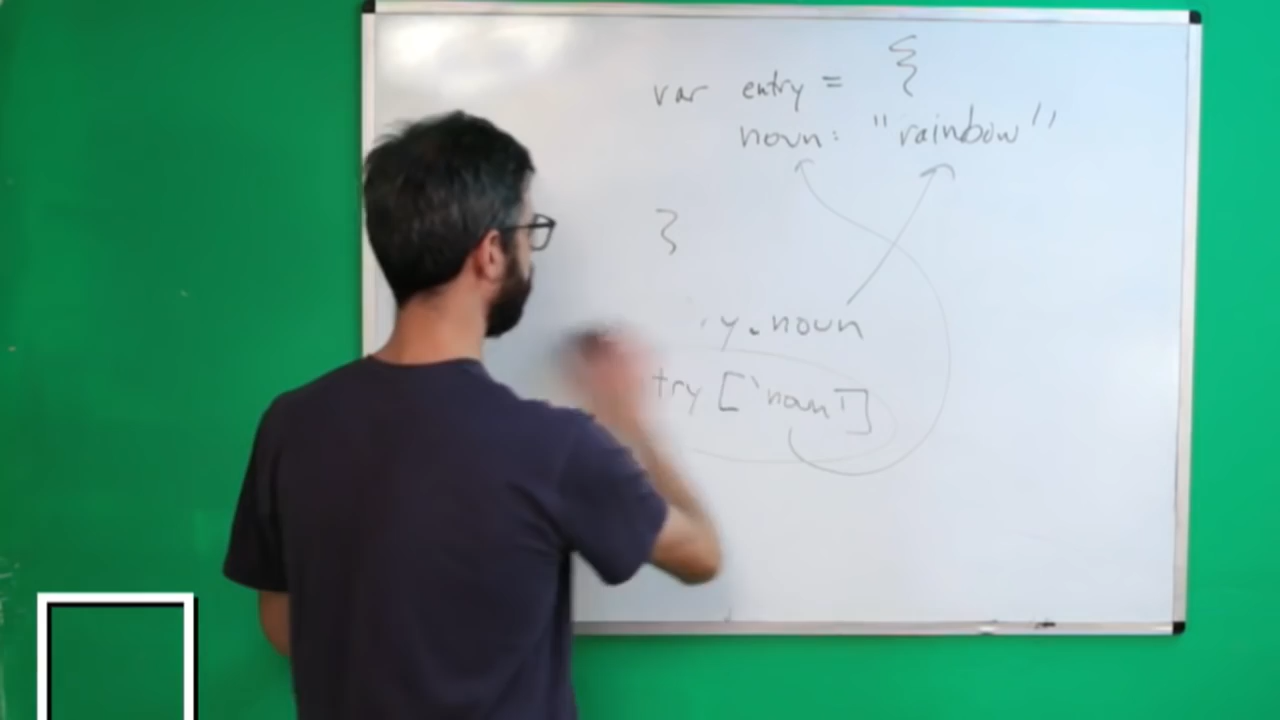 var entry = {
noun: "rainbow"
}
y.noun
try ['noun']